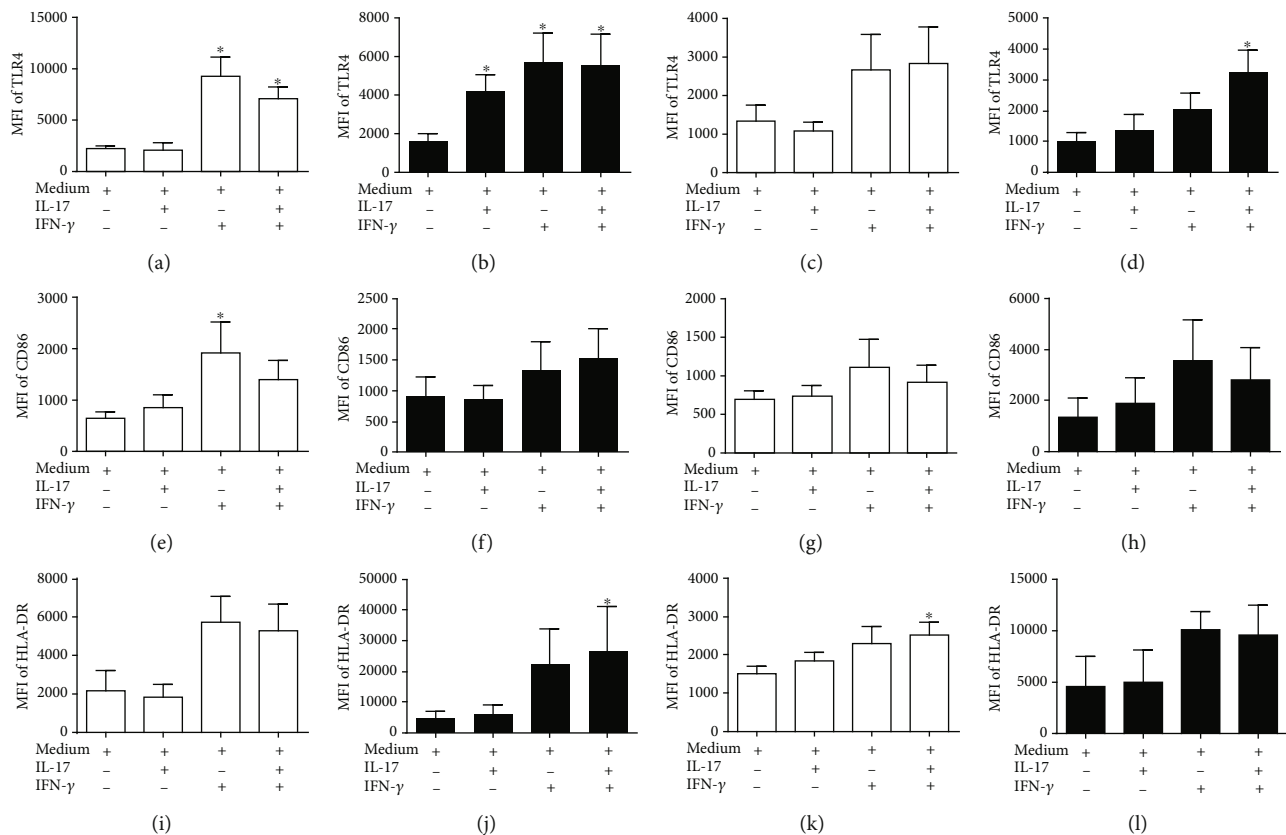 MFI of TLR4
15000
10000
5000
0
*
*
Medium + + + +
IL-17 – + – +
IFN-γ – – + +
(a)
MFI of TLR4
8000
6000
4000
2000
0
*
*
*
Medium + + + +
IL-17 – + – +
IFN-γ – – + +
(b)
MFI of TLR4
4000
3000
2000
1000
0
Medium + + + +
IL-17 – + – +
IFN-γ – – + +
(c)
MFI of TLR4
5000
4000
3000
2000
1000
0
*
Medium + + + +
IL-17 – + – +
IFN-γ – – + +
(d)
MFI of CD86
3000
2000
1000
0
*
Medium + + + +
IL-17 – + – +
IFN-γ – – + +
(e)
MFI of CD86
2500
2000
1500
1000
500
0
Medium + + + +
IL-17 – + – +
IFN-γ – – + +
(f)
MFI of CD86
2000
1500
1000
500
0
Medium + + + +
IL-17 – + – +
IFN-γ – – + +
(g)
MFI of CD86
6000
4000
2000
0
Medium + + + +
IL-17 – + – +
IFN-γ – – + +
(h)
MFI of HLA-DR
8000
6000
4000
2000
0
Medium + + + +
IL-17 – + – +
IFN-γ – – + +
(i)
MFI of HLA-DR
50000
40000
30000
20000
10000
0
*
Medium + + + +
IL-17 – + – +
IFN-γ – – + +
(j)
MFI of HLA-DR
4000
3000
2000
1000
0
*
Medium + + + +
IL-17 – + – +
IFN-γ – – + +
(k)
MFI of HLA-DR
15000
10000
5000
0
Medium + + + +
IL-17 – + – +
IFN-γ – – + +
(l)